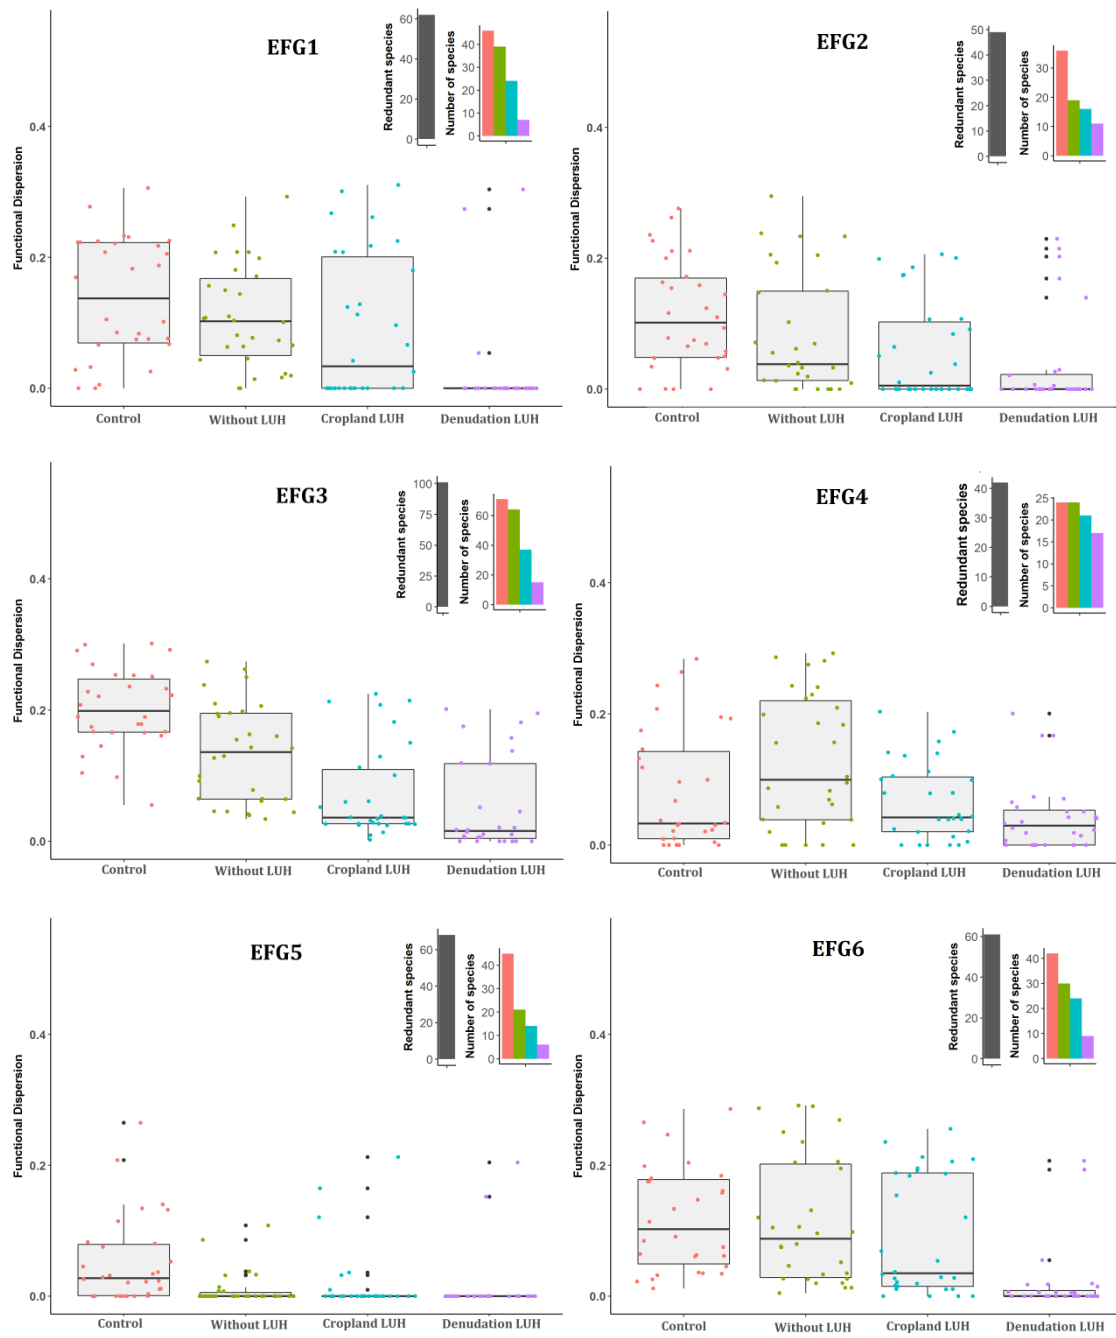 EFG1
Functional Dispersion
0.4
0.2
0.0
Control
Without LUH
Cropland LUH
Denudation LUH
Redundant species
60
40
20
0
Number of species
40
30
20
10
0
EFG2
Functional Dispersion
0.4
0.2
0.0
Control
Without LUH
Cropland LUH
Denudation LUH
Redundant species
50
40
30
20
10
0
Number of species
30
20
10
0
EFG3
Functional Dispersion
0.4
0.2
0.0
Control
Without LUH
Cropland LUH
Denudation LUH
Redundant species
100
75
50
25
0
Number of species
60
40
20
0
EFG4
Functional Dispersion
0.4
0.2
0.0
Control
Without LUH
Cropland LUH
Denudation LUH
Redundant species
40
30
20
10
0
Number of species
25
20
15
10
5
0
EFG5
Functional Dispersion
0.4
0.2
0.0
Control
Without LUH
Cropland LUH
Denudation LUH
Redundant species
60
40
20
0
Number of species
40
30
20
10
0
EFG6
Functional Dispersion
0.4
0.2
0.0
Control
Without LUH
Cropland LUH
Denudation LUH
Redundant species
60
40
20
0
Number of species
40
30
20
10
0